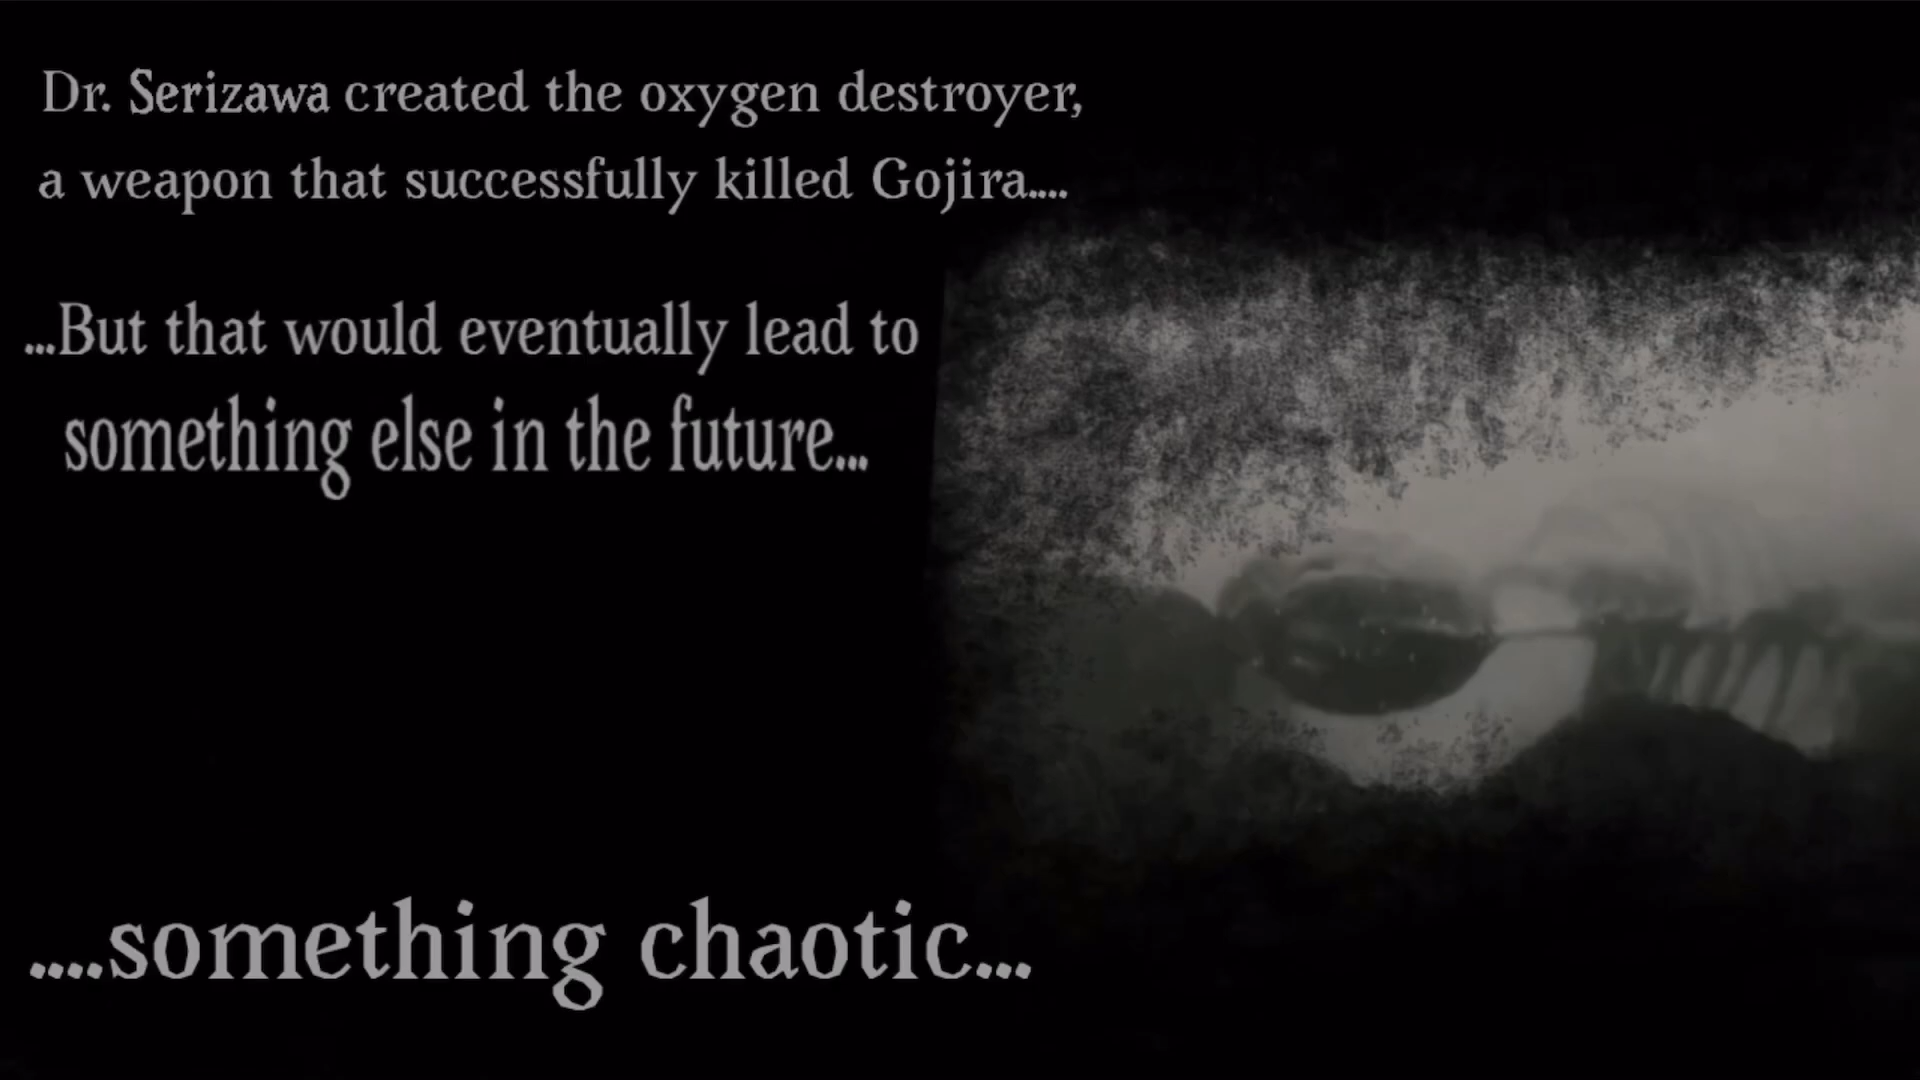 Dr. Serizawa created the oxygen destroyer,
a weapon that successfully killed Gojira....
...But that would eventually lead to
something else in the future...
....something chaotic...